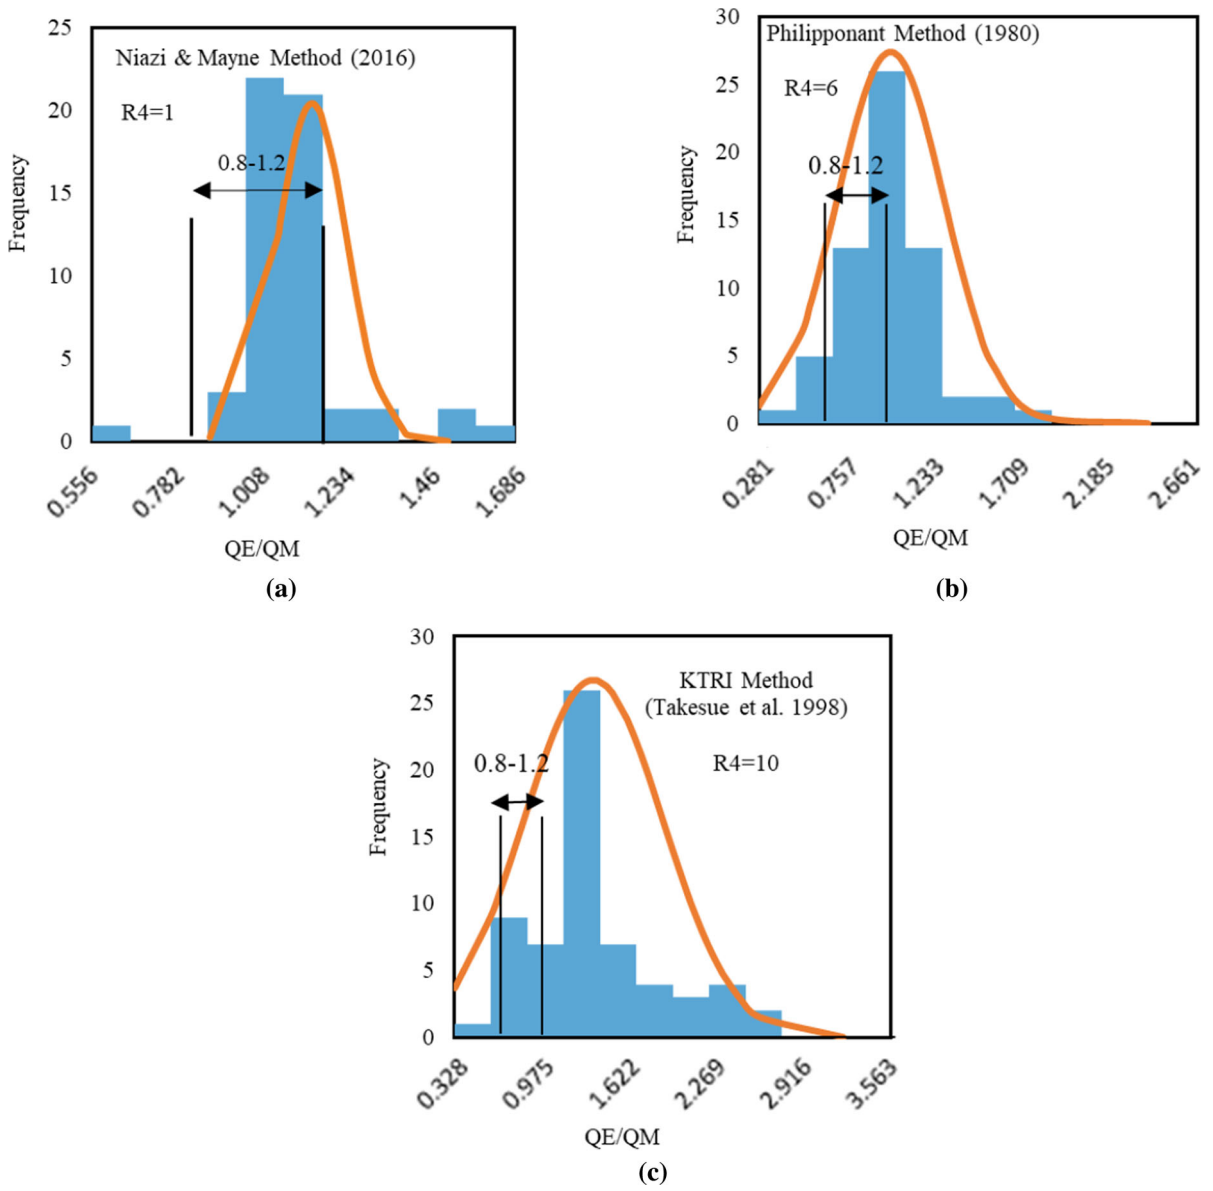 Niazi & Mayne Method (2016)
R4=1
0.8-1.2
Frequency
25
20
15
10
5
0
0.556
0.782
1.008
1.234
1.46
1.686
QE/QM
(a)
Philipponant Method (1980)
R4=6
0.8-1.2
Frequency
30
25
20
15
10
5
0
0.281
0.757
1.233
1.709
2.185
2.661
QE/QM
(b)
KTRI Method
(Takesue et al. 1998)
R4=10
0.8-1.2
Frequency
30
25
20
15
10
5
0
0.328
0.975
1.622
2.269
2.916
3.563
QE/QM
(c)